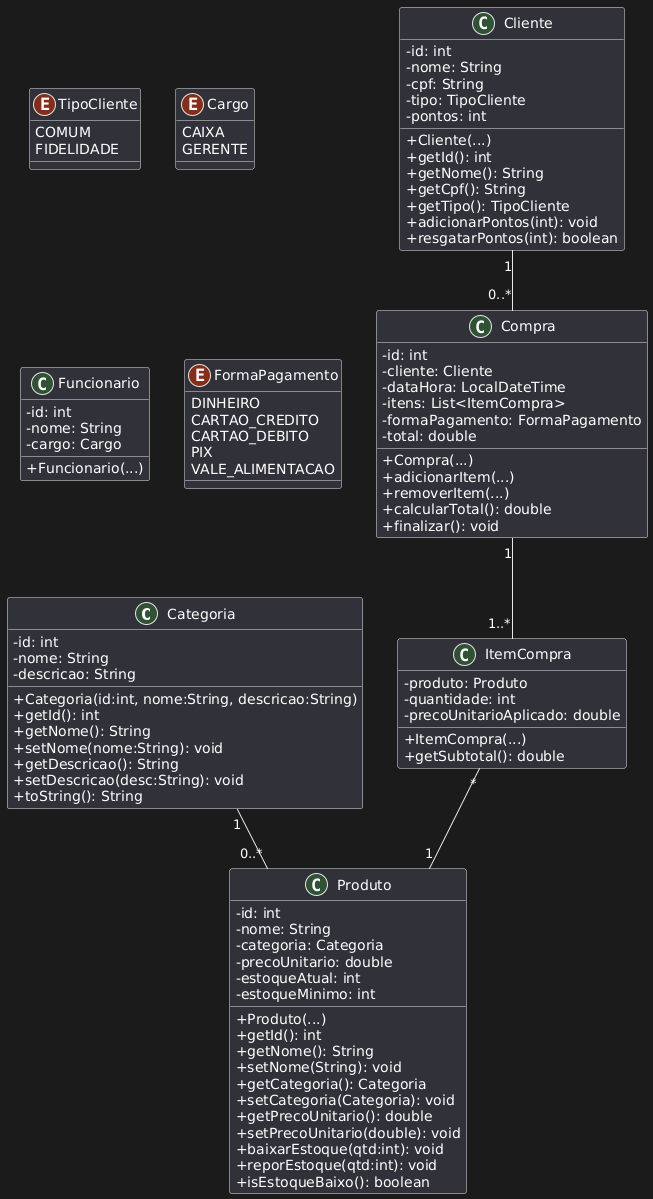 C Cliente
-id: int
-nome: String
-cpf: String
-tipo: TipoCliente
-pontos: int
+Cliente(...)
+getId(): int
+getNome(): String
+getCpf(): String
+getTipo(): TipoCliente
+adicionarPontos(int): void
+resgatarPontos(int): boolean
E TipoCliente
COMUM
FIDELIDADE
E Cargo
CAIXA
GERENTE
1
0..*
C Funcionario
-id: int
-nome: String
-cargo: Cargo
+Funcionario(...)
E FormaPagamento
DINHEIRO
CARTAO_CREDITO
CARTAO_DEBITO
PIX
VALE_ALIMENTACAO
C Compra
-id: int
-cliente: Cliente
-dataHora: LocalDateTime
-itens: List<ItemCompra>
-formaPagamento: FormaPagamento
-total: double
+Compra(...)
+adicionarItem(...)
+removerItem(...)
+calcularTotal(): double
+finalizar(): void
1
1..*
C Categoria
-id: int
-nome: String
-descricao: String
+Categoria(id:int, nome:String, descricao:String)
+getId(): int
+getNome(): String
+setNome(nome:String): void
+getDescricao(): String
+setDescricao(desc:String): void
+toString(): String
C ItemCompra
-produto: Produto
-quantidade: int
-precoUnitarioAplicado: double
+ItemCompra(...)
+getSubtotal(): double
1
0..*
*
1
C Produto
-id: int
-nome: String
-categoria: Categoria
-precoUnitario: double
-estoqueAtual: int
-estoqueMinimo: int
+Produto(...)
+getId(): int
+getNome(): String
+setNome(String): void
+getCategoria(): Categoria
+setCategoria(Categoria): void
+getPrecoUnitario(): double
+setPrecoUnitario(double): void
+baixarEstoque(qtd:int): void
+reporEstoque(qtd:int): void
+isEstoqueBaixo(): boolean